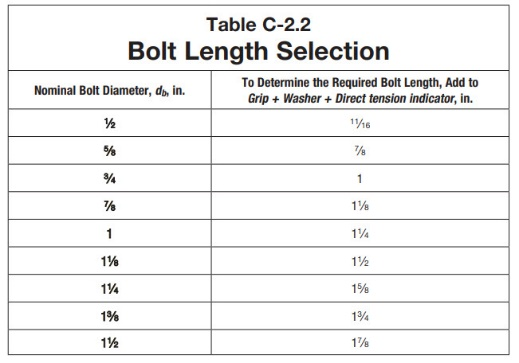 Table C-2.2
Bolt Length Selection
Nominal Bolt Diameter, db, in.
To Determine the Required Bolt Length, Add to
Grip + Washer + Direct tension indicator, in.
½ 11⁄16
⅝ ⅞
¾ 1
⅞ 1⅛
1 1¼
1⅛ 1½
1¼ 1⅝
1⅜ 1¾
1½ 1⅞